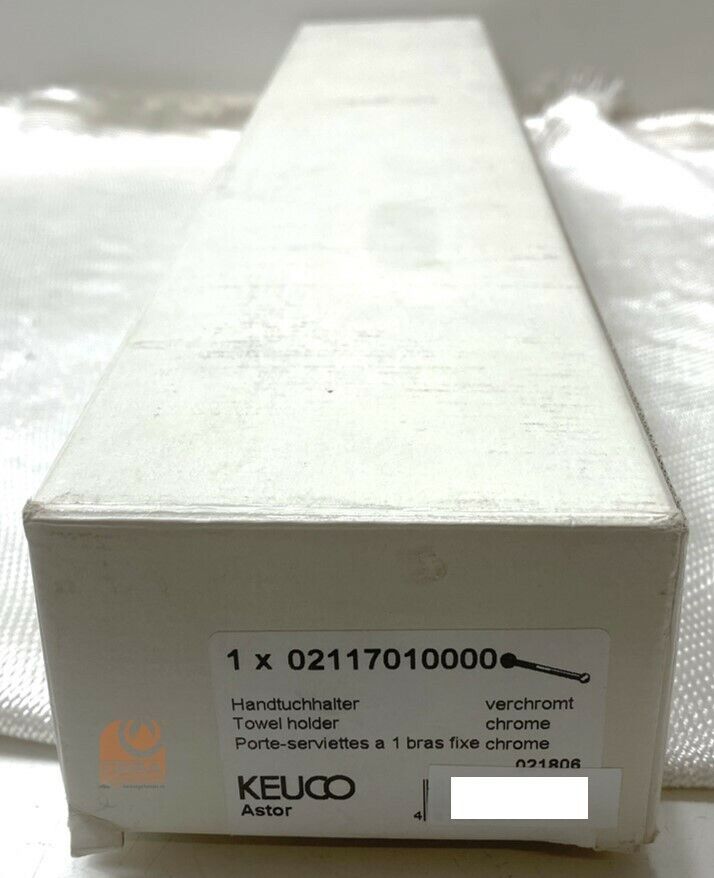 1 x 02117010000
Handtuchhalter verchromt
Towel holder chrome
Porte-serviettes a 1 bras fixe chrome
021806
KEUCO
Astor
4